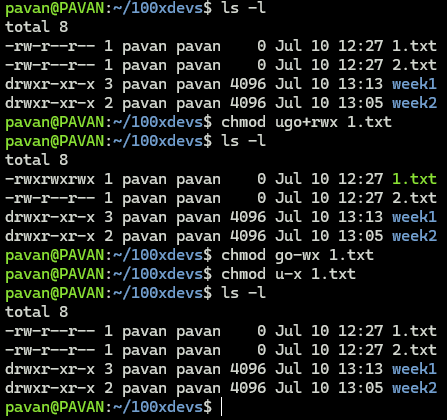 pavan@PAVAN:~/100xdevs$ ls -l
total 8
-rw-r--r-- 1 pavan pavan    0 Jul 10 12:27 1.txt
-rw-r--r-- 1 pavan pavan    0 Jul 10 12:27 2.txt
drwxr-xr-x 3 pavan pavan 4096 Jul 10 13:13 week1
drwxr-xr-x 2 pavan pavan 4096 Jul 10 13:05 week2
pavan@PAVAN:~/100xdevs$ chmod ugo+rwx 1.txt
pavan@PAVAN:~/100xdevs$ ls -l
total 8
-rwxrwxrwx 1 pavan pavan    0 Jul 10 12:27 1.txt
-rw-r--r-- 1 pavan pavan    0 Jul 10 12:27 2.txt
drwxr-xr-x 3 pavan pavan 4096 Jul 10 13:13 week1
drwxr-xr-x 2 pavan pavan 4096 Jul 10 13:05 week2
pavan@PAVAN:~/100xdevs$ chmod go-wx 1.txt
pavan@PAVAN:~/100xdevs$ chmod u-x 1.txt
pavan@PAVAN:~/100xdevs$ ls -l
total 8
-rw-r--r-- 1 pavan pavan    0 Jul 10 12:27 1.txt
-rw-r--r-- 1 pavan pavan    0 Jul 10 12:27 2.txt
drwxr-xr-x 3 pavan pavan 4096 Jul 10 13:13 week1
drwxr-xr-x 2 pavan pavan 4096 Jul 10 13:05 week2
pavan@PAVAN:~/100xdevs$